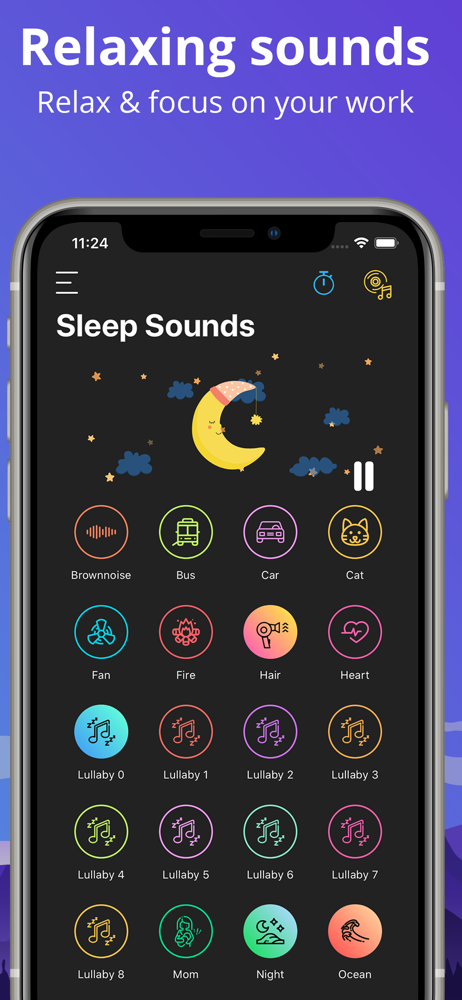 Relaxing sounds
Relax & focus on your work
11:24
Sleep Sounds
Brownnoise Bus Car Cat
Fan Fire Hair Heart
Lullaby 0 Lullaby 1 Lullaby 2 Lullaby 3
Lullaby 4 Lullaby 5 Lullaby 6 Lullaby 7
Lullaby 8 Mom Night Ocean